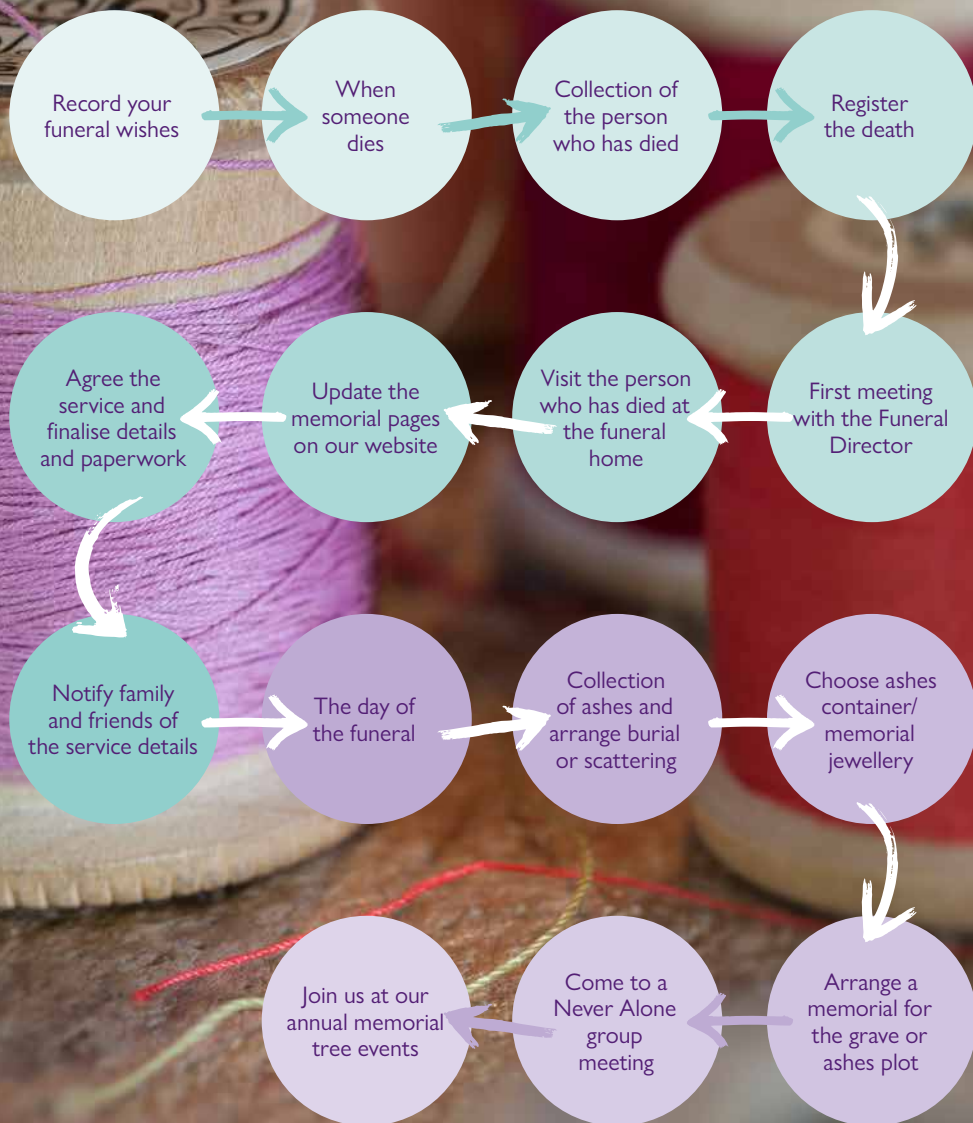 Record your
funeral wishes
When
someone
dies
Collection of
the person
who has died
Register
the death
First meeting
with the Funeral
Director
Visit the person
who has died at
the funeral
home
Update the
memorial pages
on our website
Agree the
service and
finalise details
and paperwork
Notify family
and friends of
the service details
The day of
the funeral
Collection
of ashes and
arrange burial
or scattering
Choose ashes
container/
memorial
jewellery
Arrange a
memorial for
the grave or
ashes plot
Come to a
Never Alone
group
meeting
Join us at our
annual memorial
tree events